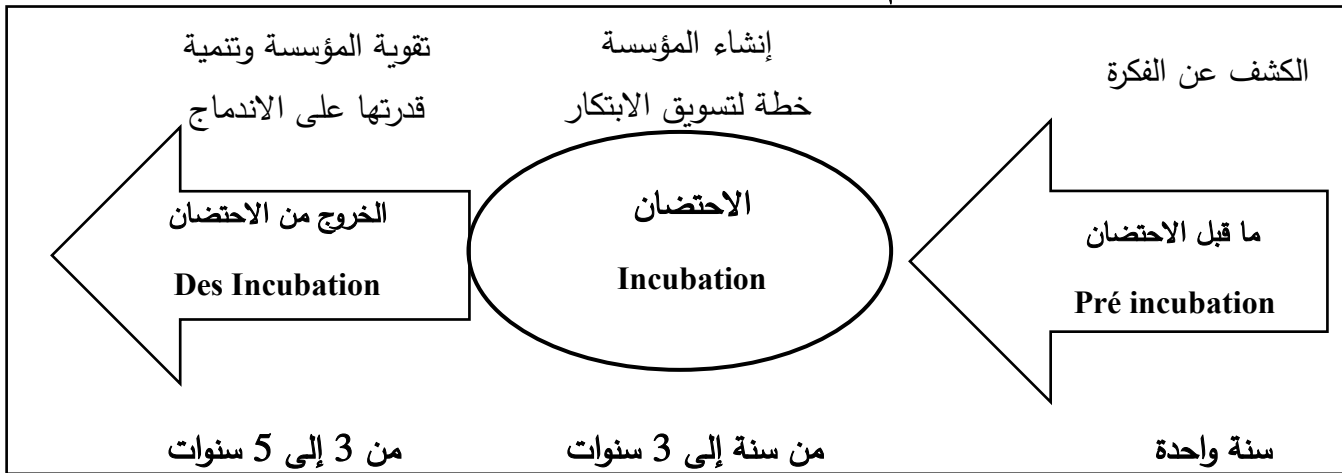 الكشف عن الفكرة
ما قبل الاحتضان
Pré incubation
سنة واحدة
إنشاء المؤسسة
خطة لتسويق الابتكار
الاحتضان
Incubation
من سنة إلى 3 سنوات
تقوية المؤسسة وتنمية
قدرتها على الاندماج
الخروج من الاحتضان
Des Incubation
من 3 إلى 5 سنوات